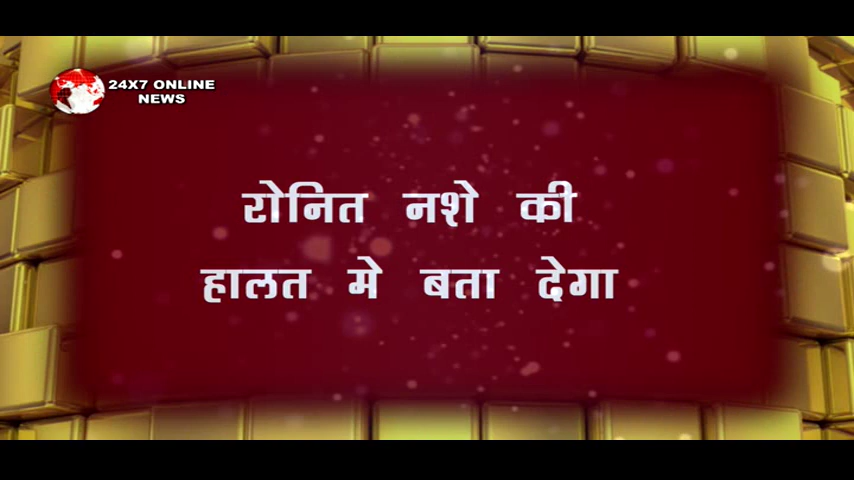 24X7 ONLINE
NEWS
रोनित नशे की
हालत मे बता देगा